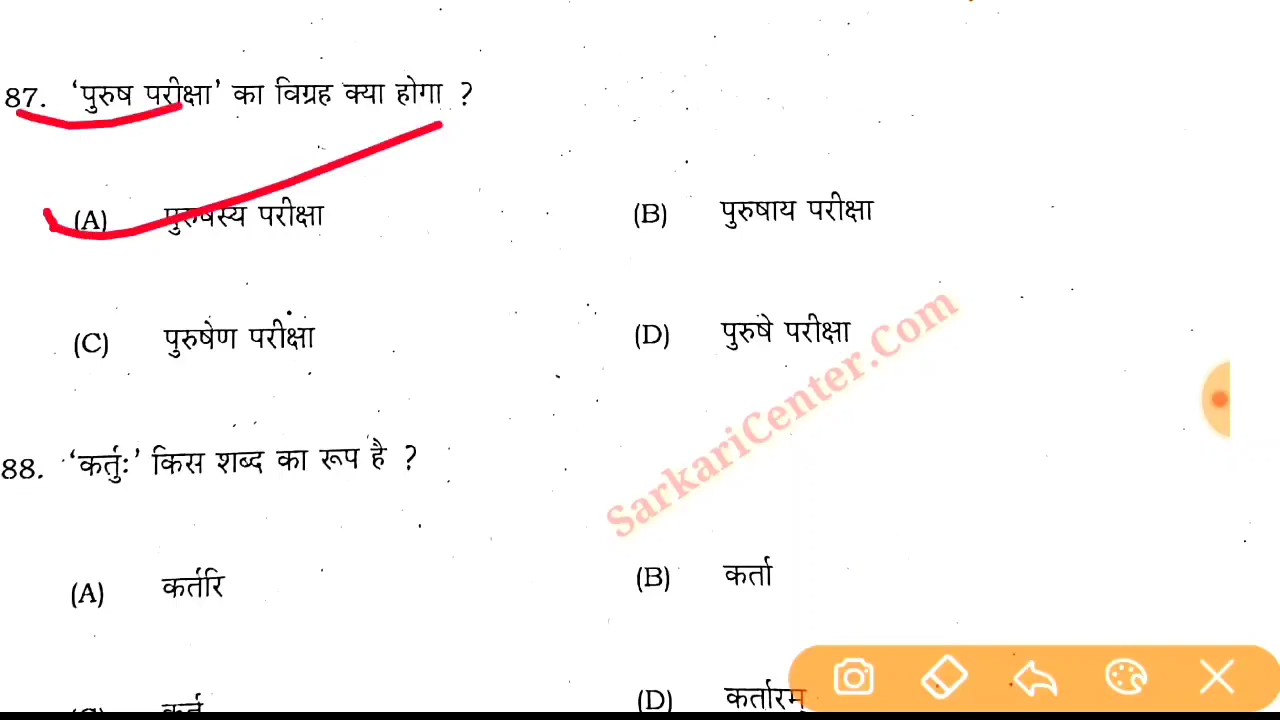 87. ‘पुरुष परीक्षा’ का विग्रह क्या होगा ?
(A) पुरुषस्य परीक्षा (B) पुरुषाय परीक्षा
(C) पुरुषेण परीक्षा (D) पुरुषे परीक्षा
SarkariCenter.Com
88. ‘कर्तुः’ किस शब्द का रूप है ?
(A) कर्तरि (B) कर्ता
(D) कर्तारम्